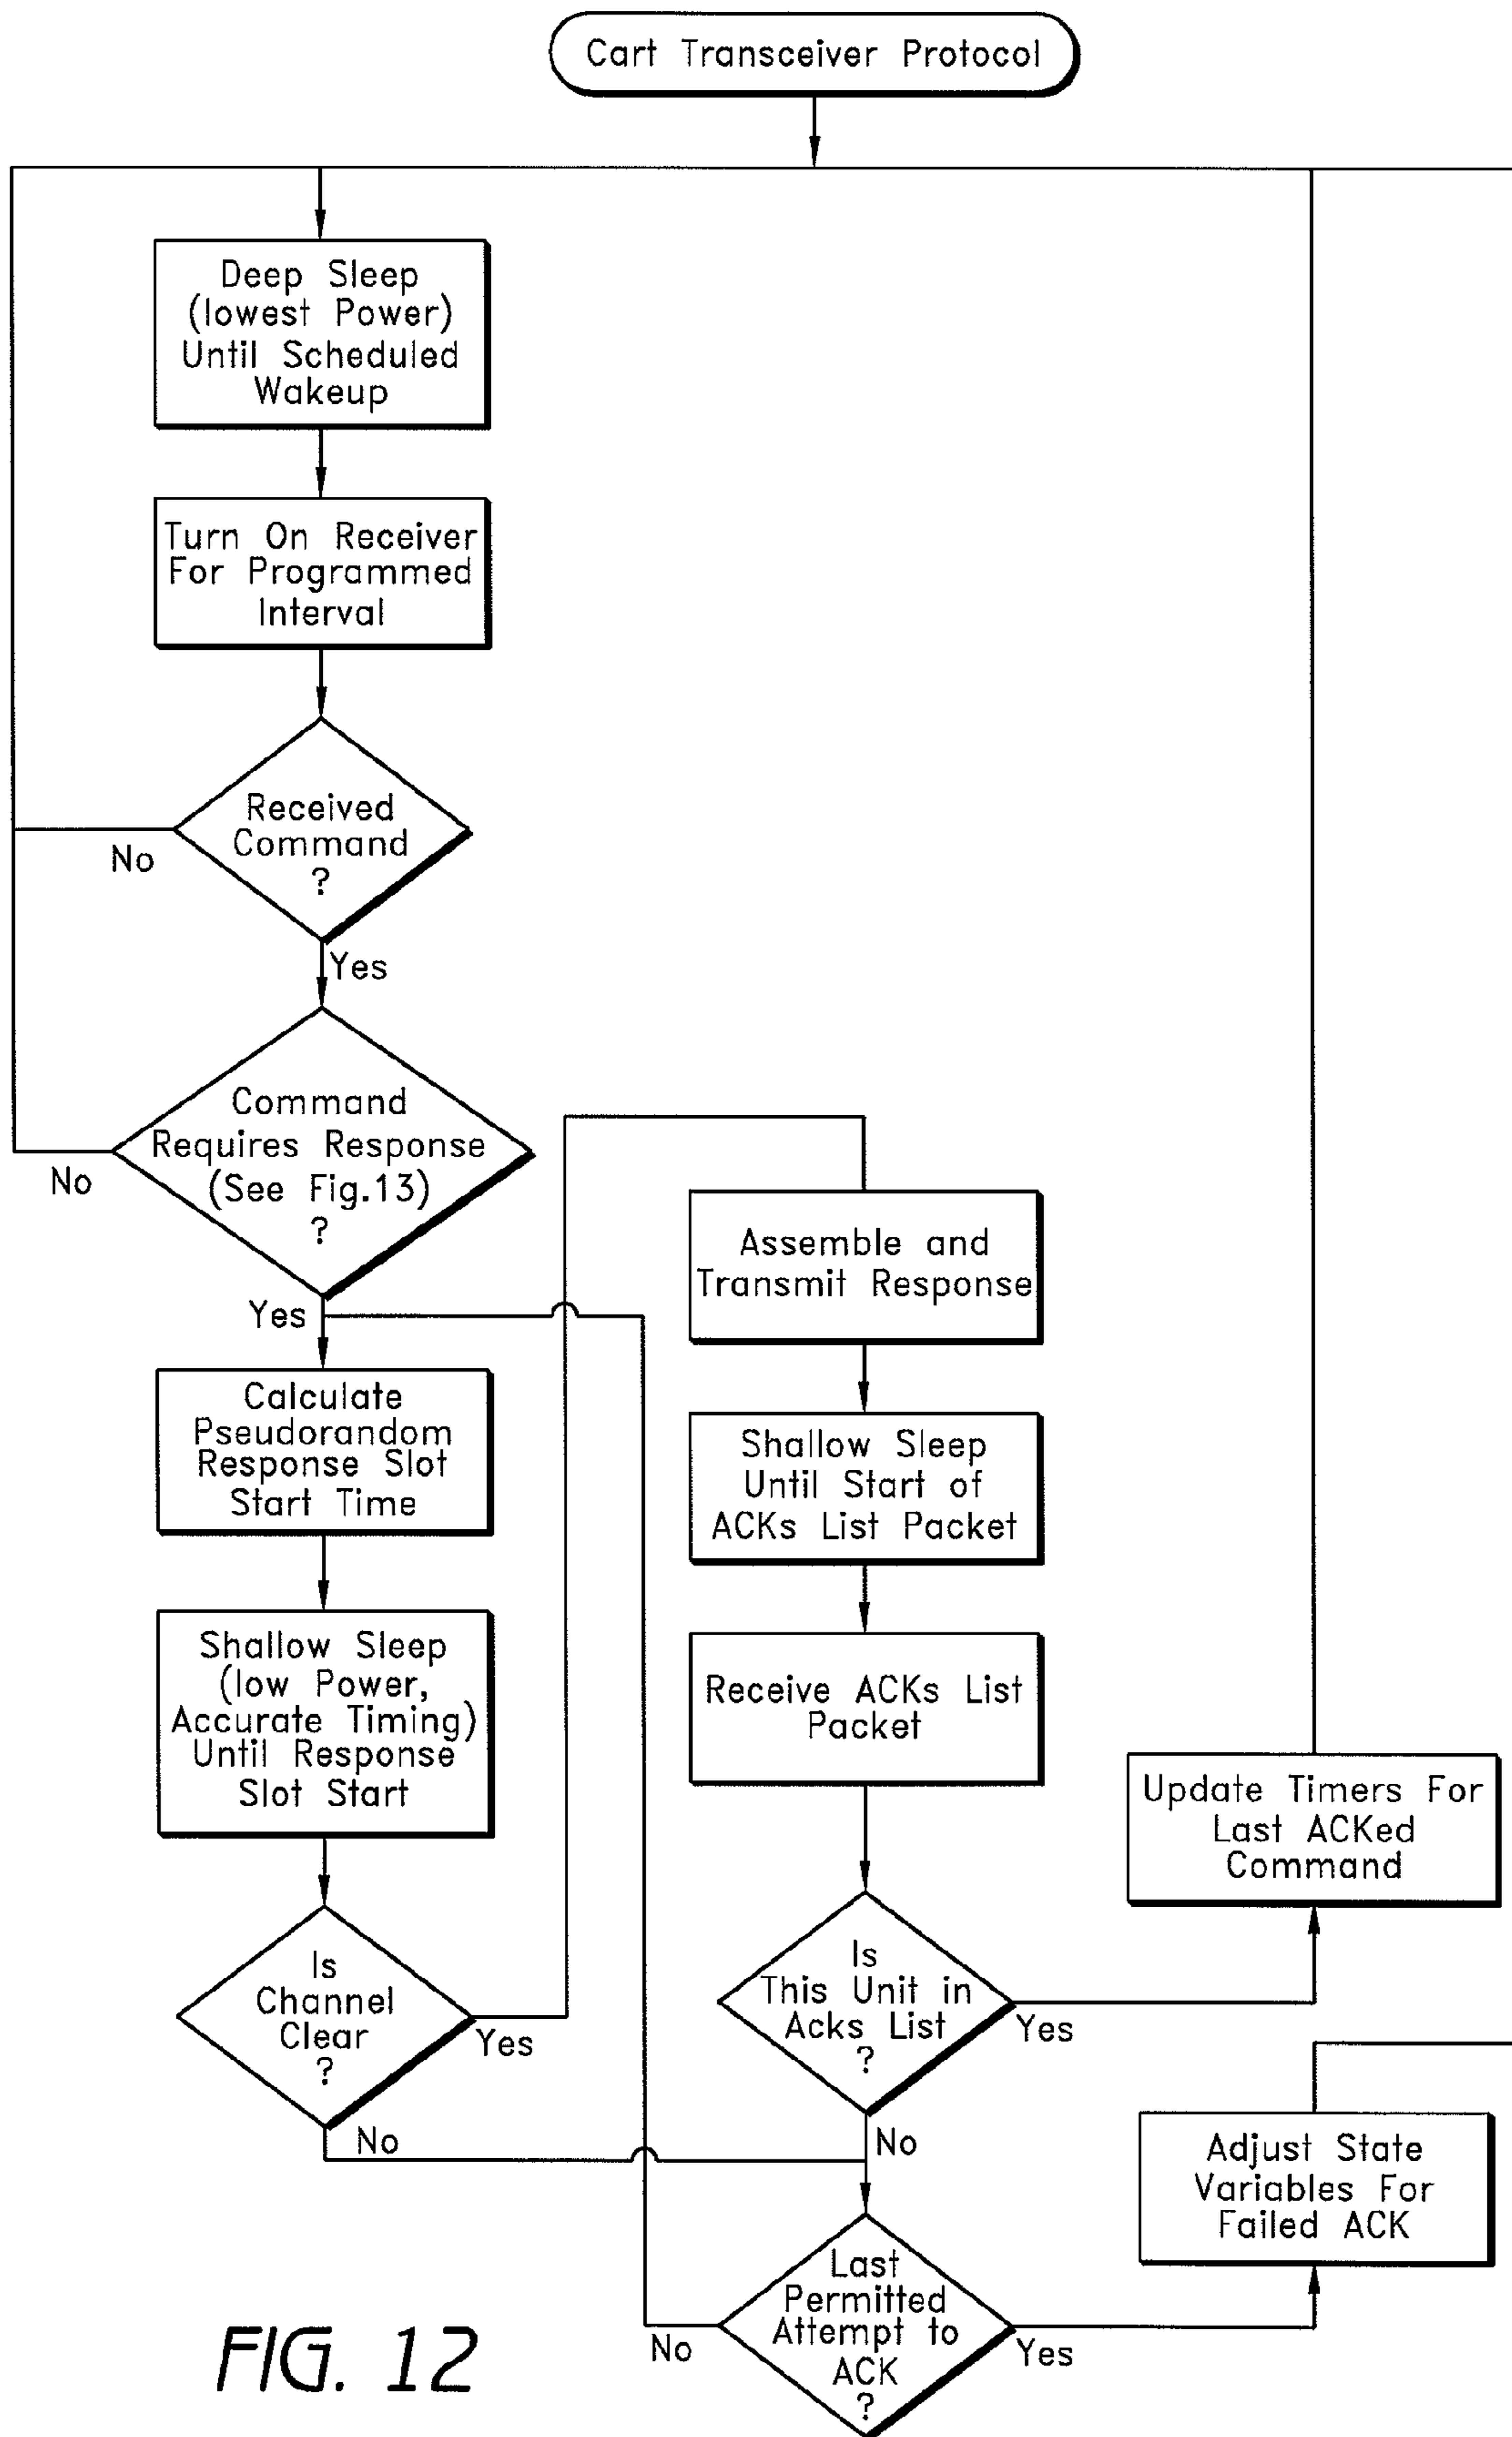 Cart Transceiver Protocol
Deep Sleep
(lowest Power)
Until Scheduled
Wakeup
Turn On Receiver
For Programmed
Interval
Received
Command
?
No
Yes
Command
Requires Response
(See Fig.13)
?
No
Yes
Calculate
Pseudorandom
Response Slot
Start Time
Shallow Sleep
(low Power,
Accurate Timing)
Until Response
Slot Start
Is
Channel
Clear
?
Yes
No
Assemble and
Transmit Response
Shallow Sleep
Until Start of
ACKs List Packet
Receive ACKs List
Packet
Is
This Unit in
Acks List
?
Yes
No
Update Timers For
Last ACKed
Command
Last
Permitted
Attempt to
ACK
?
No
Yes
Adjust State
Variables For
Failed ACK
FIG. 12